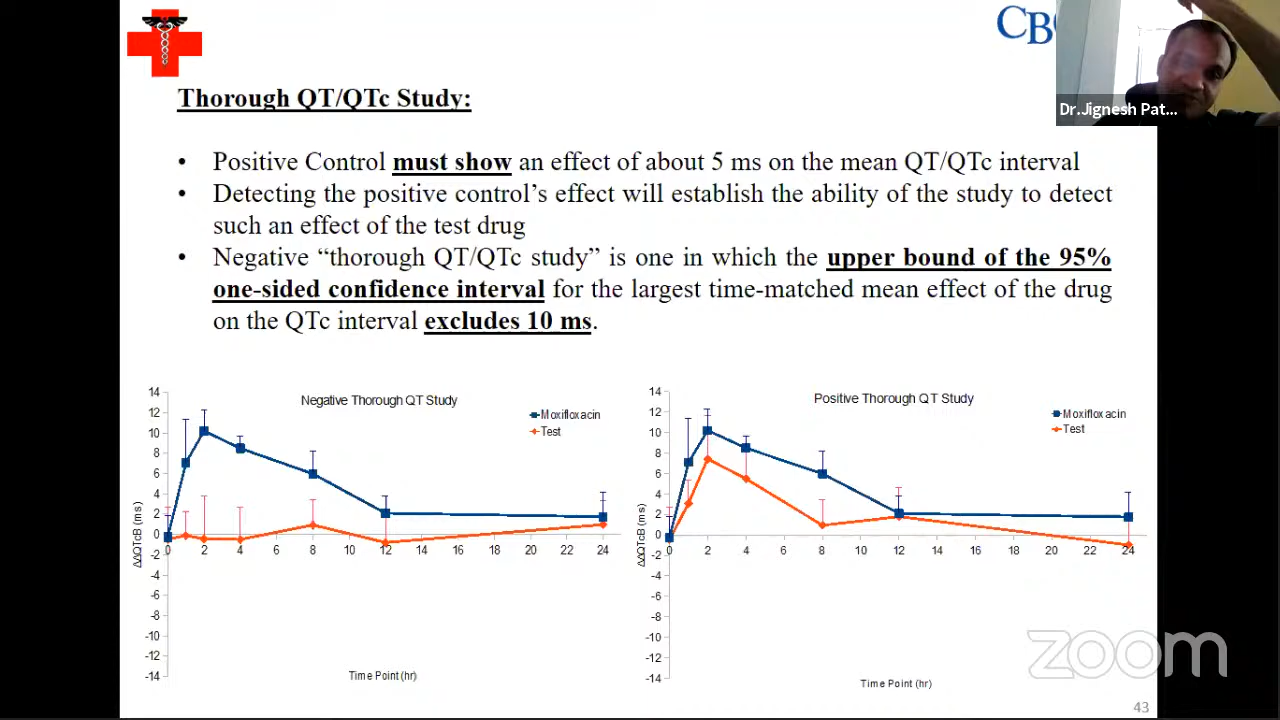 CB
Dr.Jignesh Pat...
Thorough QT/QTc Study:
• Positive Control must show an effect of about 5 ms on the mean QT/QTc interval
• Detecting the positive control's effect will establish the ability of the study to detect
such an effect of the test drug
• Negative “thorough QT/QTc study” is one in which the upper bound of the 95%
one-sided confidence interval for the largest time-matched mean effect of the drug
on the QTc interval excludes 10 ms.
Negative Thorough QT Study
Moxifloxacin
Test
14
12
10
8
6
4
2
0
-2
-4
-6
-8
-10
-12
-14
ΔΔQTcB (ms)
0 2 4 6 8 10 12 14 16 18 20 22 24
Time Point (hr)
Positive Thorough QT Study
Moxifloxacin
Test
14
12
10
8
6
4
2
0
-2
-4
-6
-8
-10
-12
-14
ΔΔQTcB (ms)
0 2 4 6 8 10 12 14 16 18 20 22 24
Time Point (hr)
zoom
43